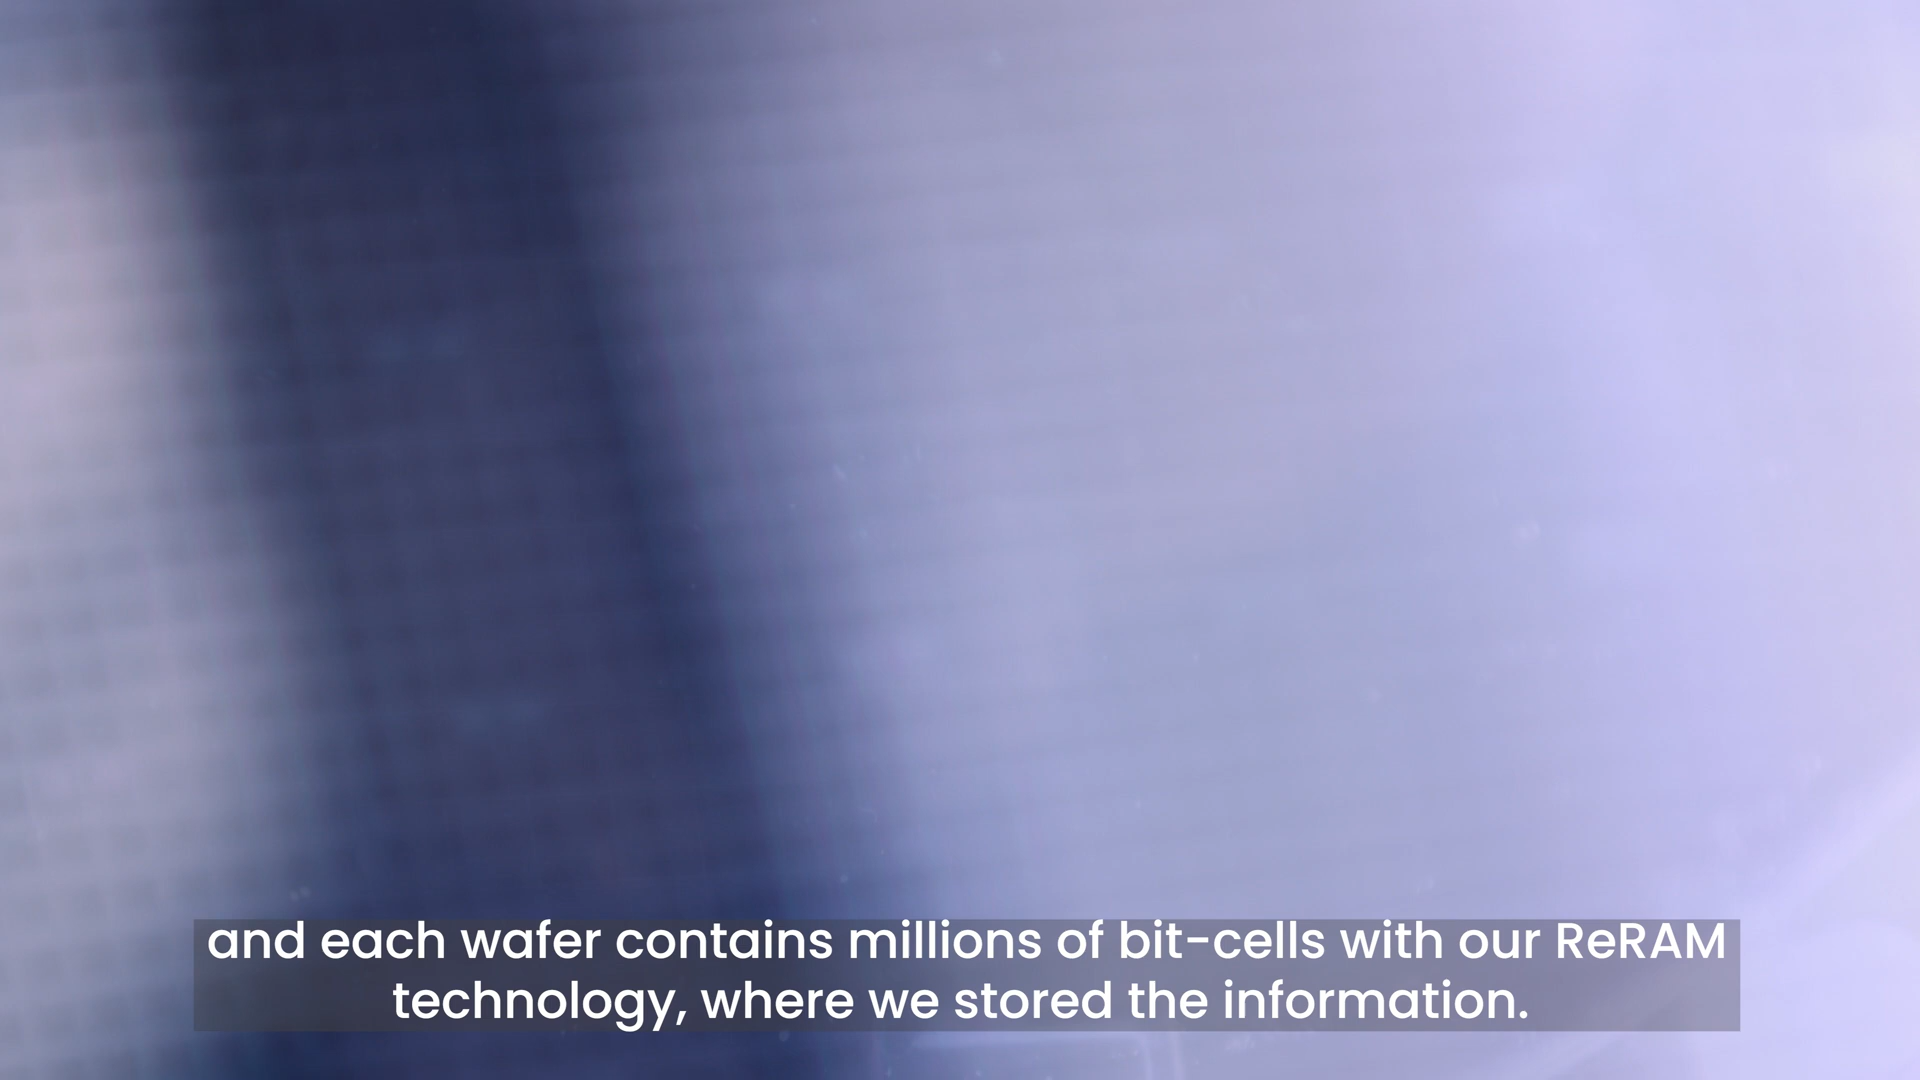 and each wafer contains millions of bit-cells with our ReRAM
technology, where we stored the information.